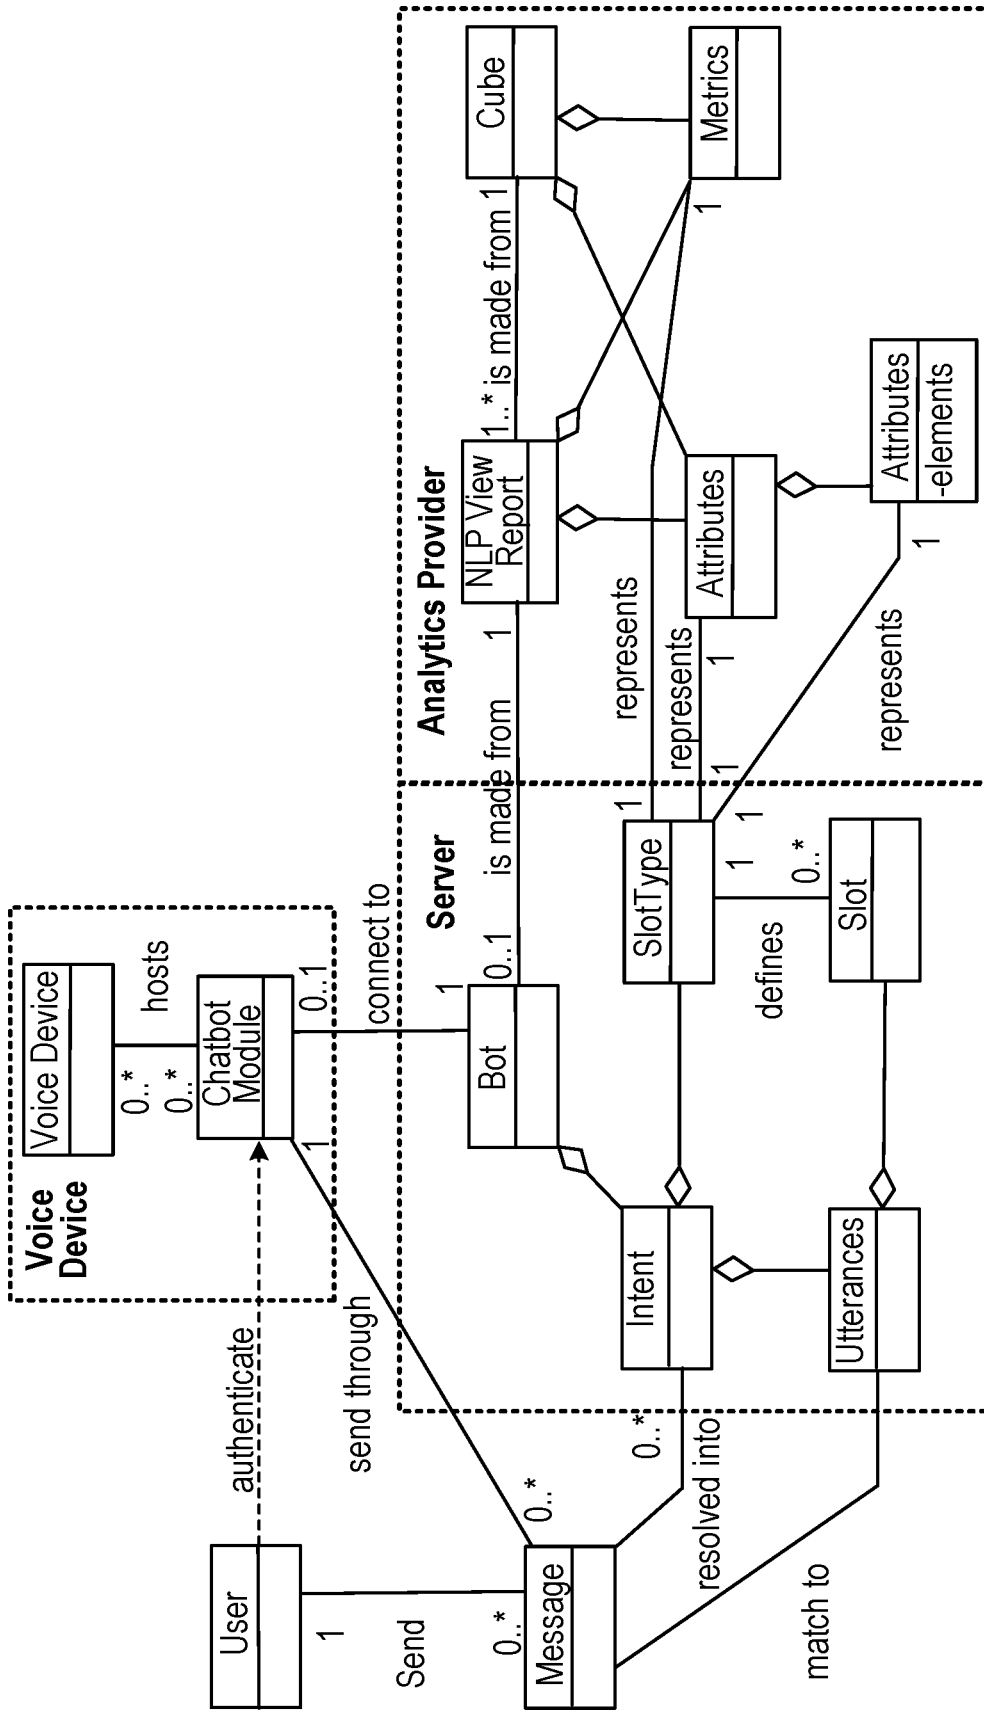 Voice
Device
Voice Device
hosts
0..*
0..*
Chatbot
Module
0..1
1
User
authenticate
send through
connect to
1
Send
0..*
0..*
Message
1
resolved into
0..*
match to
Server
Bot
0..1
is made from
1
Intent
Utterances
SlotType
1
1
1
1
defines
0..*
Slot
Analytics Provider
NLP View
Report
1..* is made from 1
Cube
Metrics
1
represents
represents
1
Attributes
represents
1
Attributes
-elements